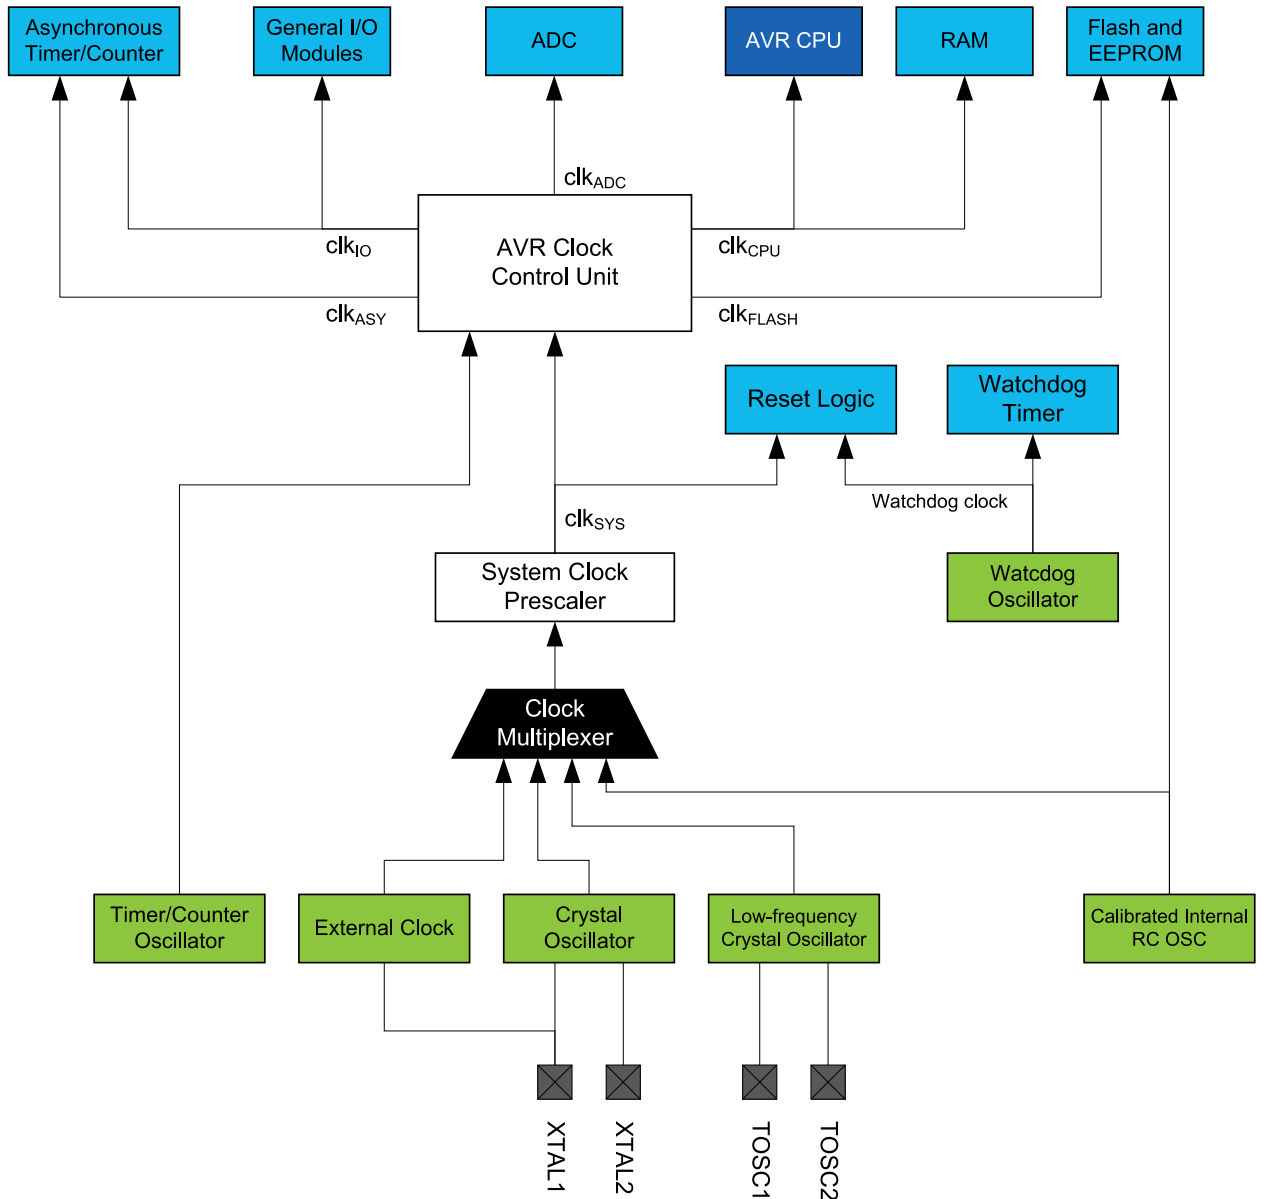 Asynchronous
Timer/Counter
General I/O
Modules
ADC
AVR CPU
RAM
Flash and
EEPROM
clkADC
AVR Clock
Control Unit
clkIO
clkCPU
clkASY
clkFLASH
Reset Logic
Watchdog
Timer
Watchdog clock
clkSYS
System Clock
Prescaler
Watcdog
Oscillator
Clock
Multiplexer
Timer/Counter
Oscillator
External Clock
Crystal
Oscillator
Low-frequency
Crystal Oscillator
Calibrated Internal
RC OSC
XTAL1
XTAL2
TOSC1
TOSC2